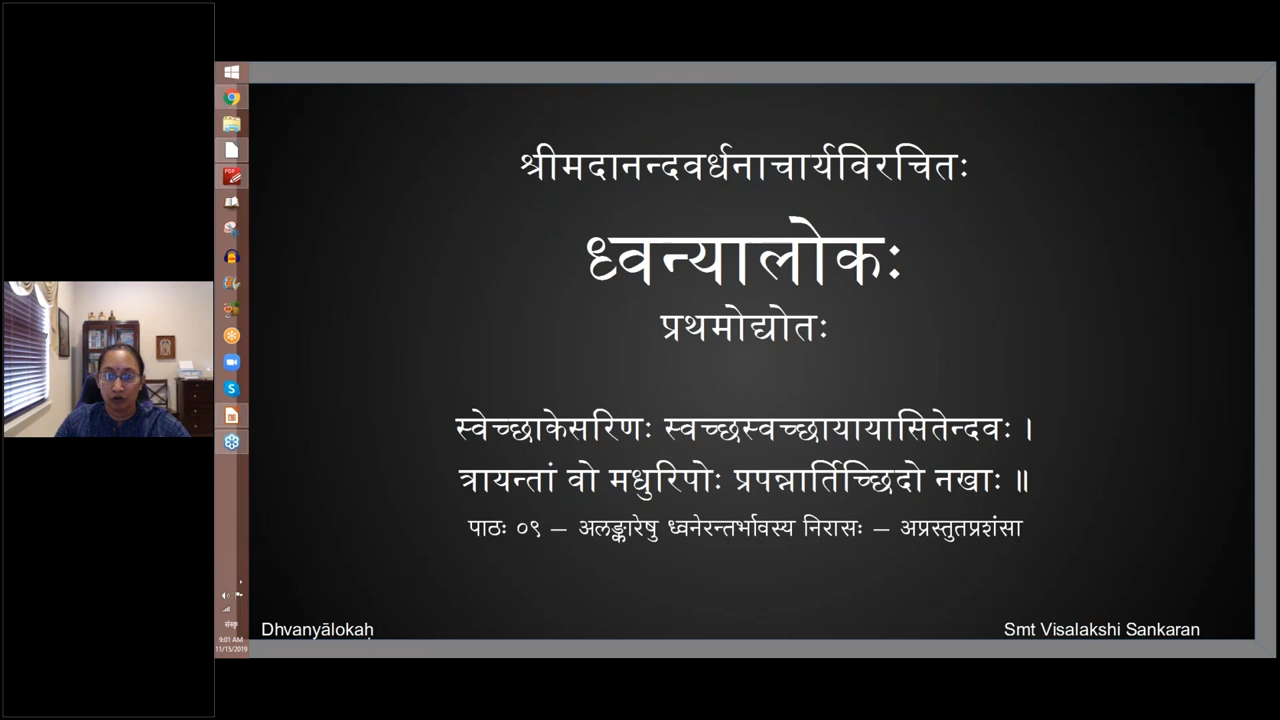 श्रीमदानन्दवर्धनाचार्यविरचितः
ध्वन्यालोकः
प्रथमोद्योतः
स्वेच्छाकेसरिणः स्वच्छस्वच्छायायासितेन्दवः ।
त्रायन्तां वो मधुरिपोः प्रपन्नार्तिच्छिदो नखाः ॥
पाठः ०९ – अलङ्कारेषु ध्वनेरन्तर्भावस्य निरासः – अप्रस्तुतप्रशंसा
Dhvanyālokaḥ
Smt Visalakshi Sankaran
PDF
संस्कृ
9:01 AM
11/15/2019